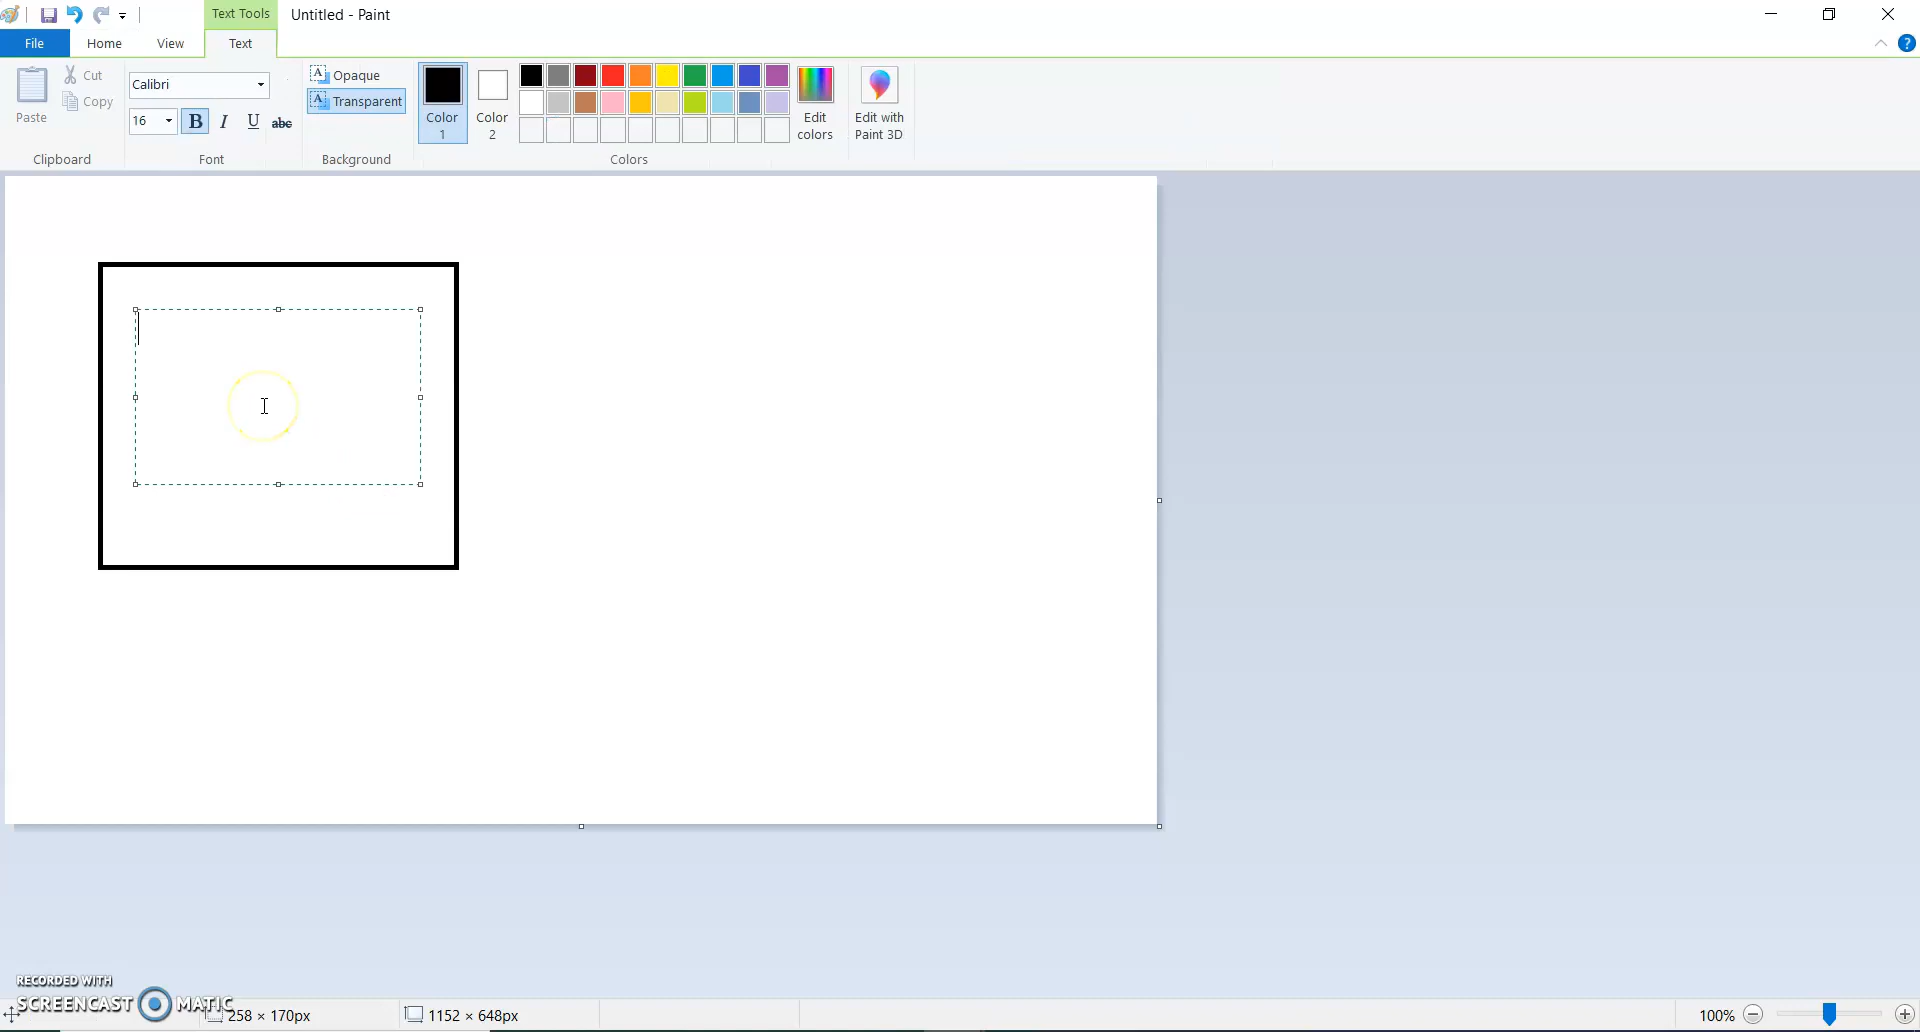 Text Tools
Untitled - Paint
File
Home
View
Text
Paste
Cut
Copy
Clipboard
Calibri
16
B
I
U
abc
Font
A Opaque
A Transparent
Background
Color 1
Color 2
Edit colors
Colors
Edit with Paint 3D
?
RECORDED WITH
SCREENCAST MATIC
258 × 170px
1152 × 648px
100%